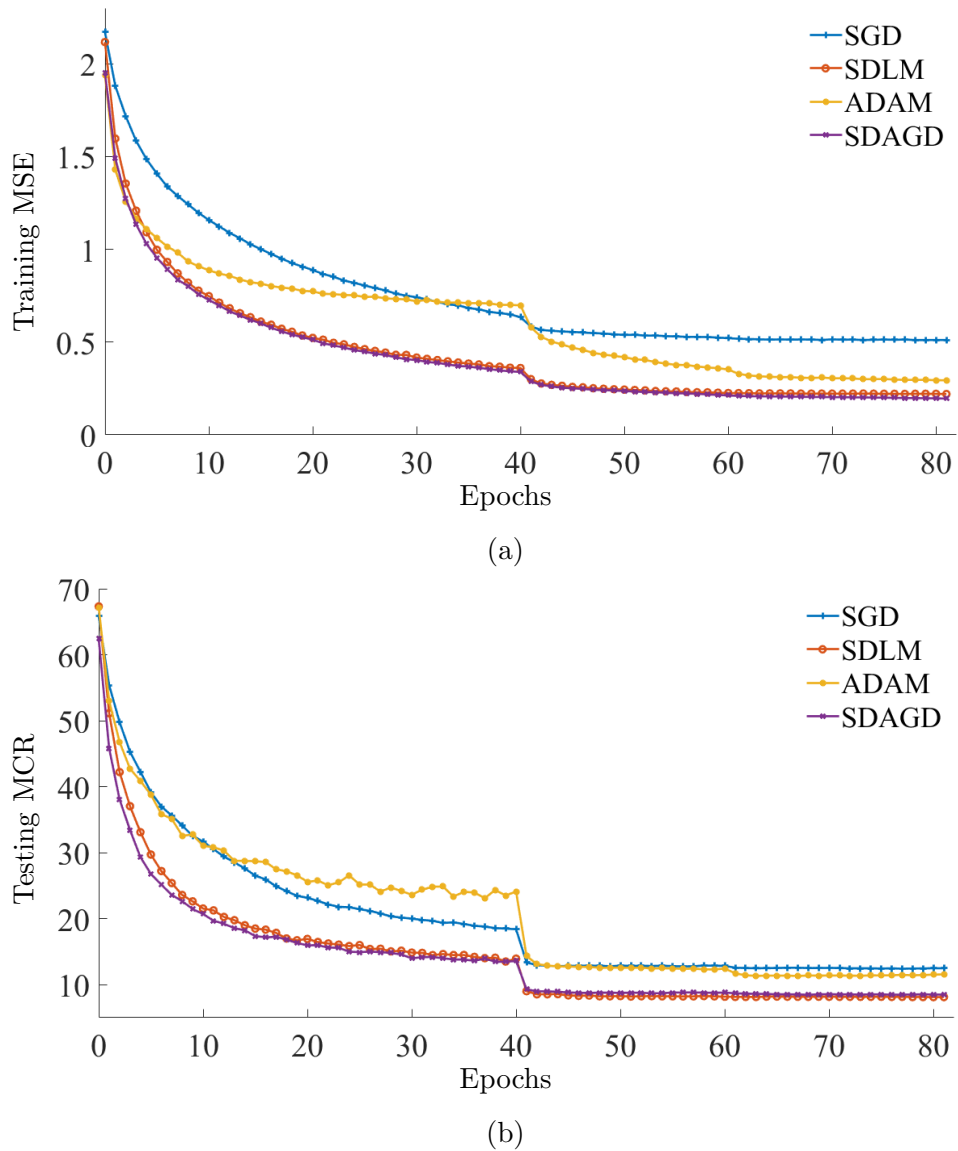 SGD
SDLM
ADAM
SDAGD
Training MSE
2
1.5
1
0.5
0
0 10 20 30 40 50 60 70 80
Epochs
(a)
SGD
SDLM
ADAM
SDAGD
Testing MCR
70
60
50
40
30
20
10
0 10 20 30 40 50 60 70 80
Epochs
(b)